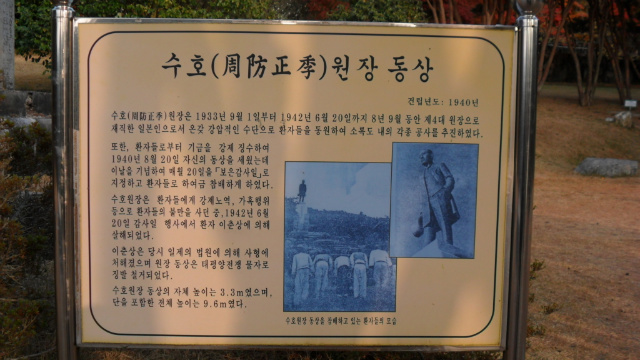 수호(周防正季)원장 동상
건립년도: 1940년
수호(周防正季)원장은 1933년 9월 1일부터 1942년 6월 20일까지 8년 9월 동안 제4대 원장으로
재직한 일본인으로서 온갖 강압적인 수단으로 환자들을 동원하여 소록도 내의 각종 공사를 추진하였다.
또한, 환자들로부터 기금을 강제 징수하여
1940년 8월 20일 자신의 동상을 세웠는데
이날을 기념하여 매월 20일을 「보은감사일」로
지정하고 환자들로 하여금 참배하게 하였다.
수호원장은 환자들에게 강제노역, 가혹행위
등으로 환자들의 불만을 사던 중, 1942년 6월
20일 감사일 행사에서 환자 이춘상에 의해
살해되었다.
이춘상은 당시 일제의 법원에 의해 사형에
처해졌으며 원장 동상은 태평양전쟁 물자로
징발 철거되었다.
수호원장 동상의 자체 높이는 3.3m였으며,
단을 포함한 전체 높이는 9.6m였다.
수호원장 동상을 참배하고 있는 환자들의 모습